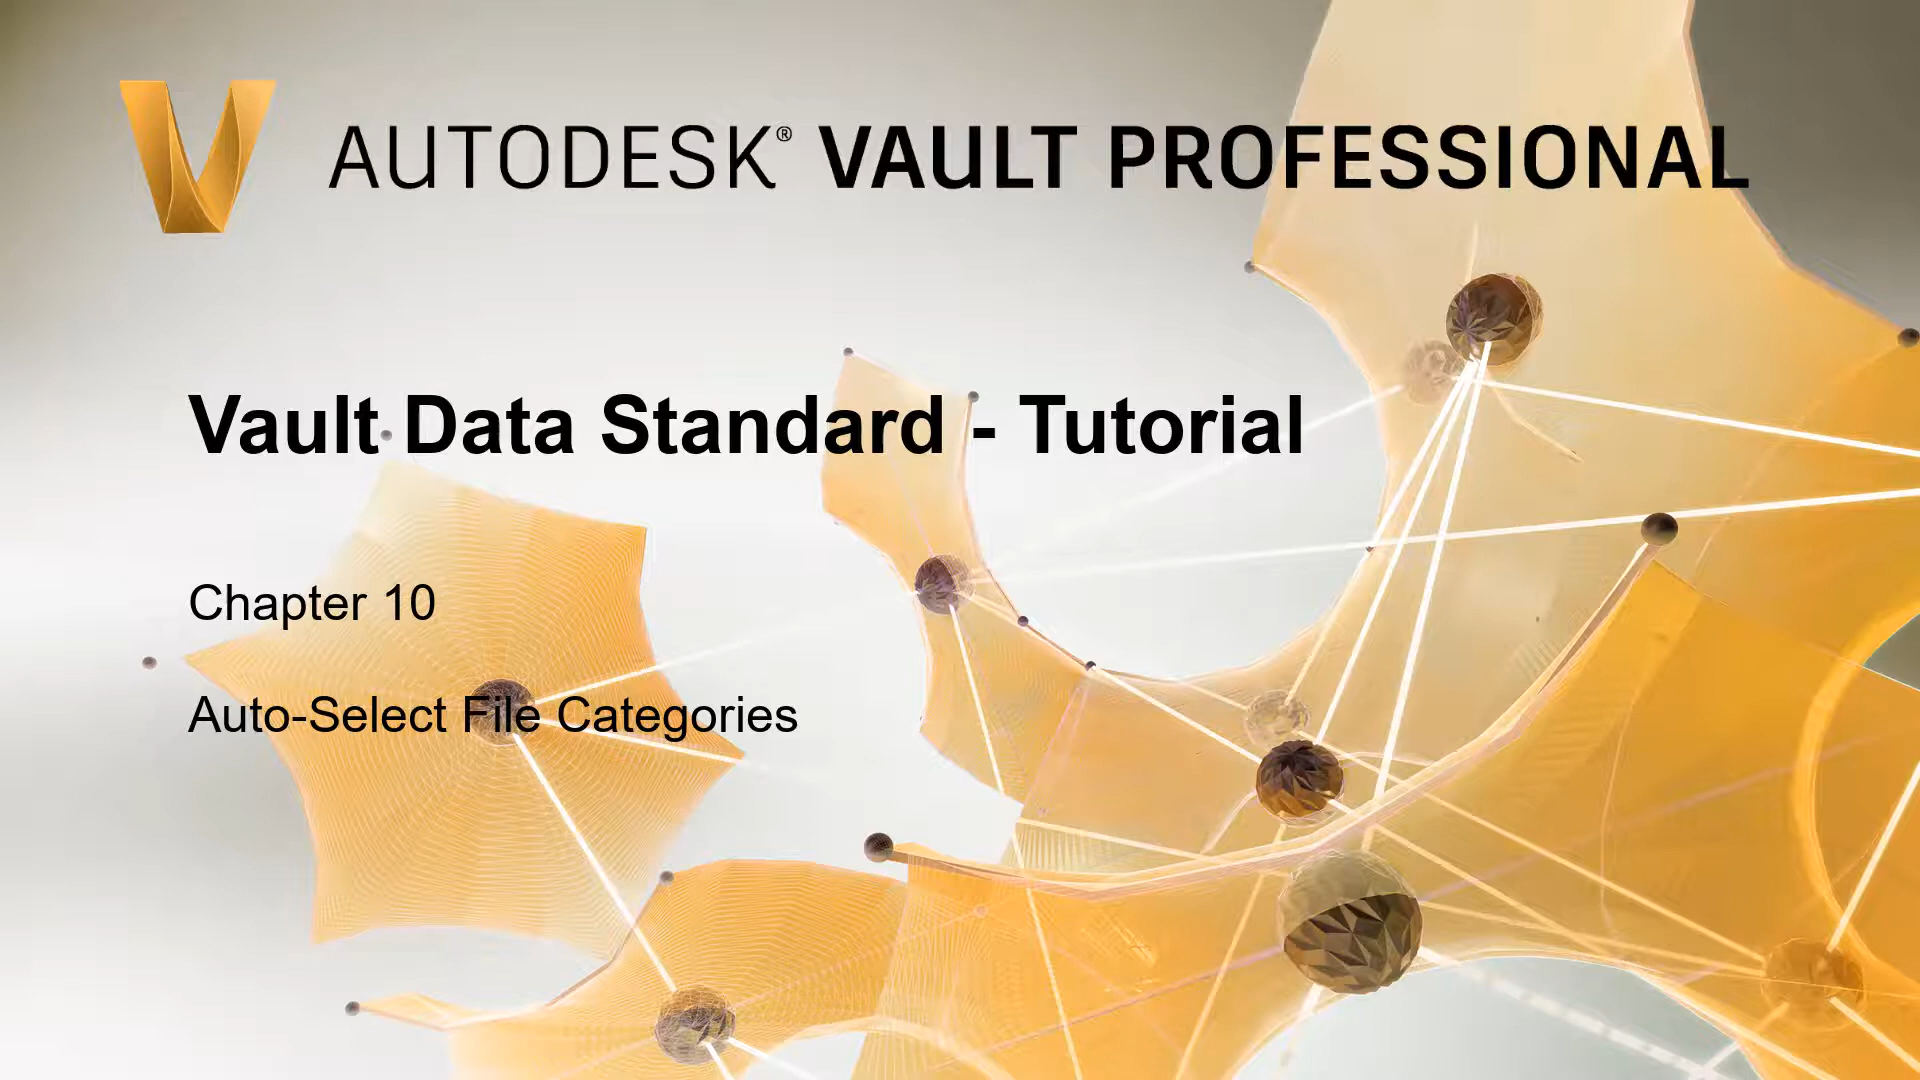 AUTODESK® VAULT PROFESSIONAL
Vault Data Standard - Tutorial
Chapter 10
Auto-Select File Categories